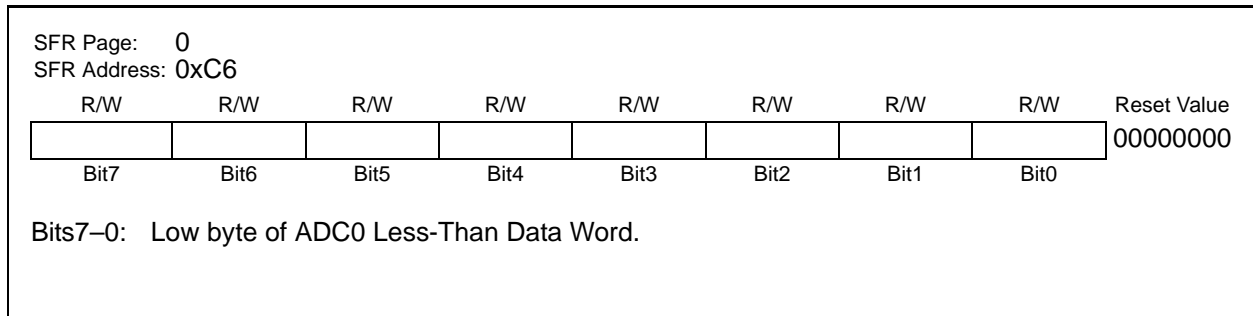 SFR Page: 0
SFR Address: 0xC6
R/W R/W R/W R/W R/W R/W R/W R/W Reset Value
00000000
Bit7 Bit6 Bit5 Bit4 Bit3 Bit2 Bit1 Bit0
Bits7–0: Low byte of ADC0 Less-Than Data Word.